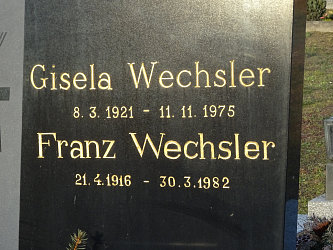 Gisela Wechsler
8. 3. 1921 - 11. 11. 1975
Franz Wechsler
21. 4. 1916 - 30. 3. 1982